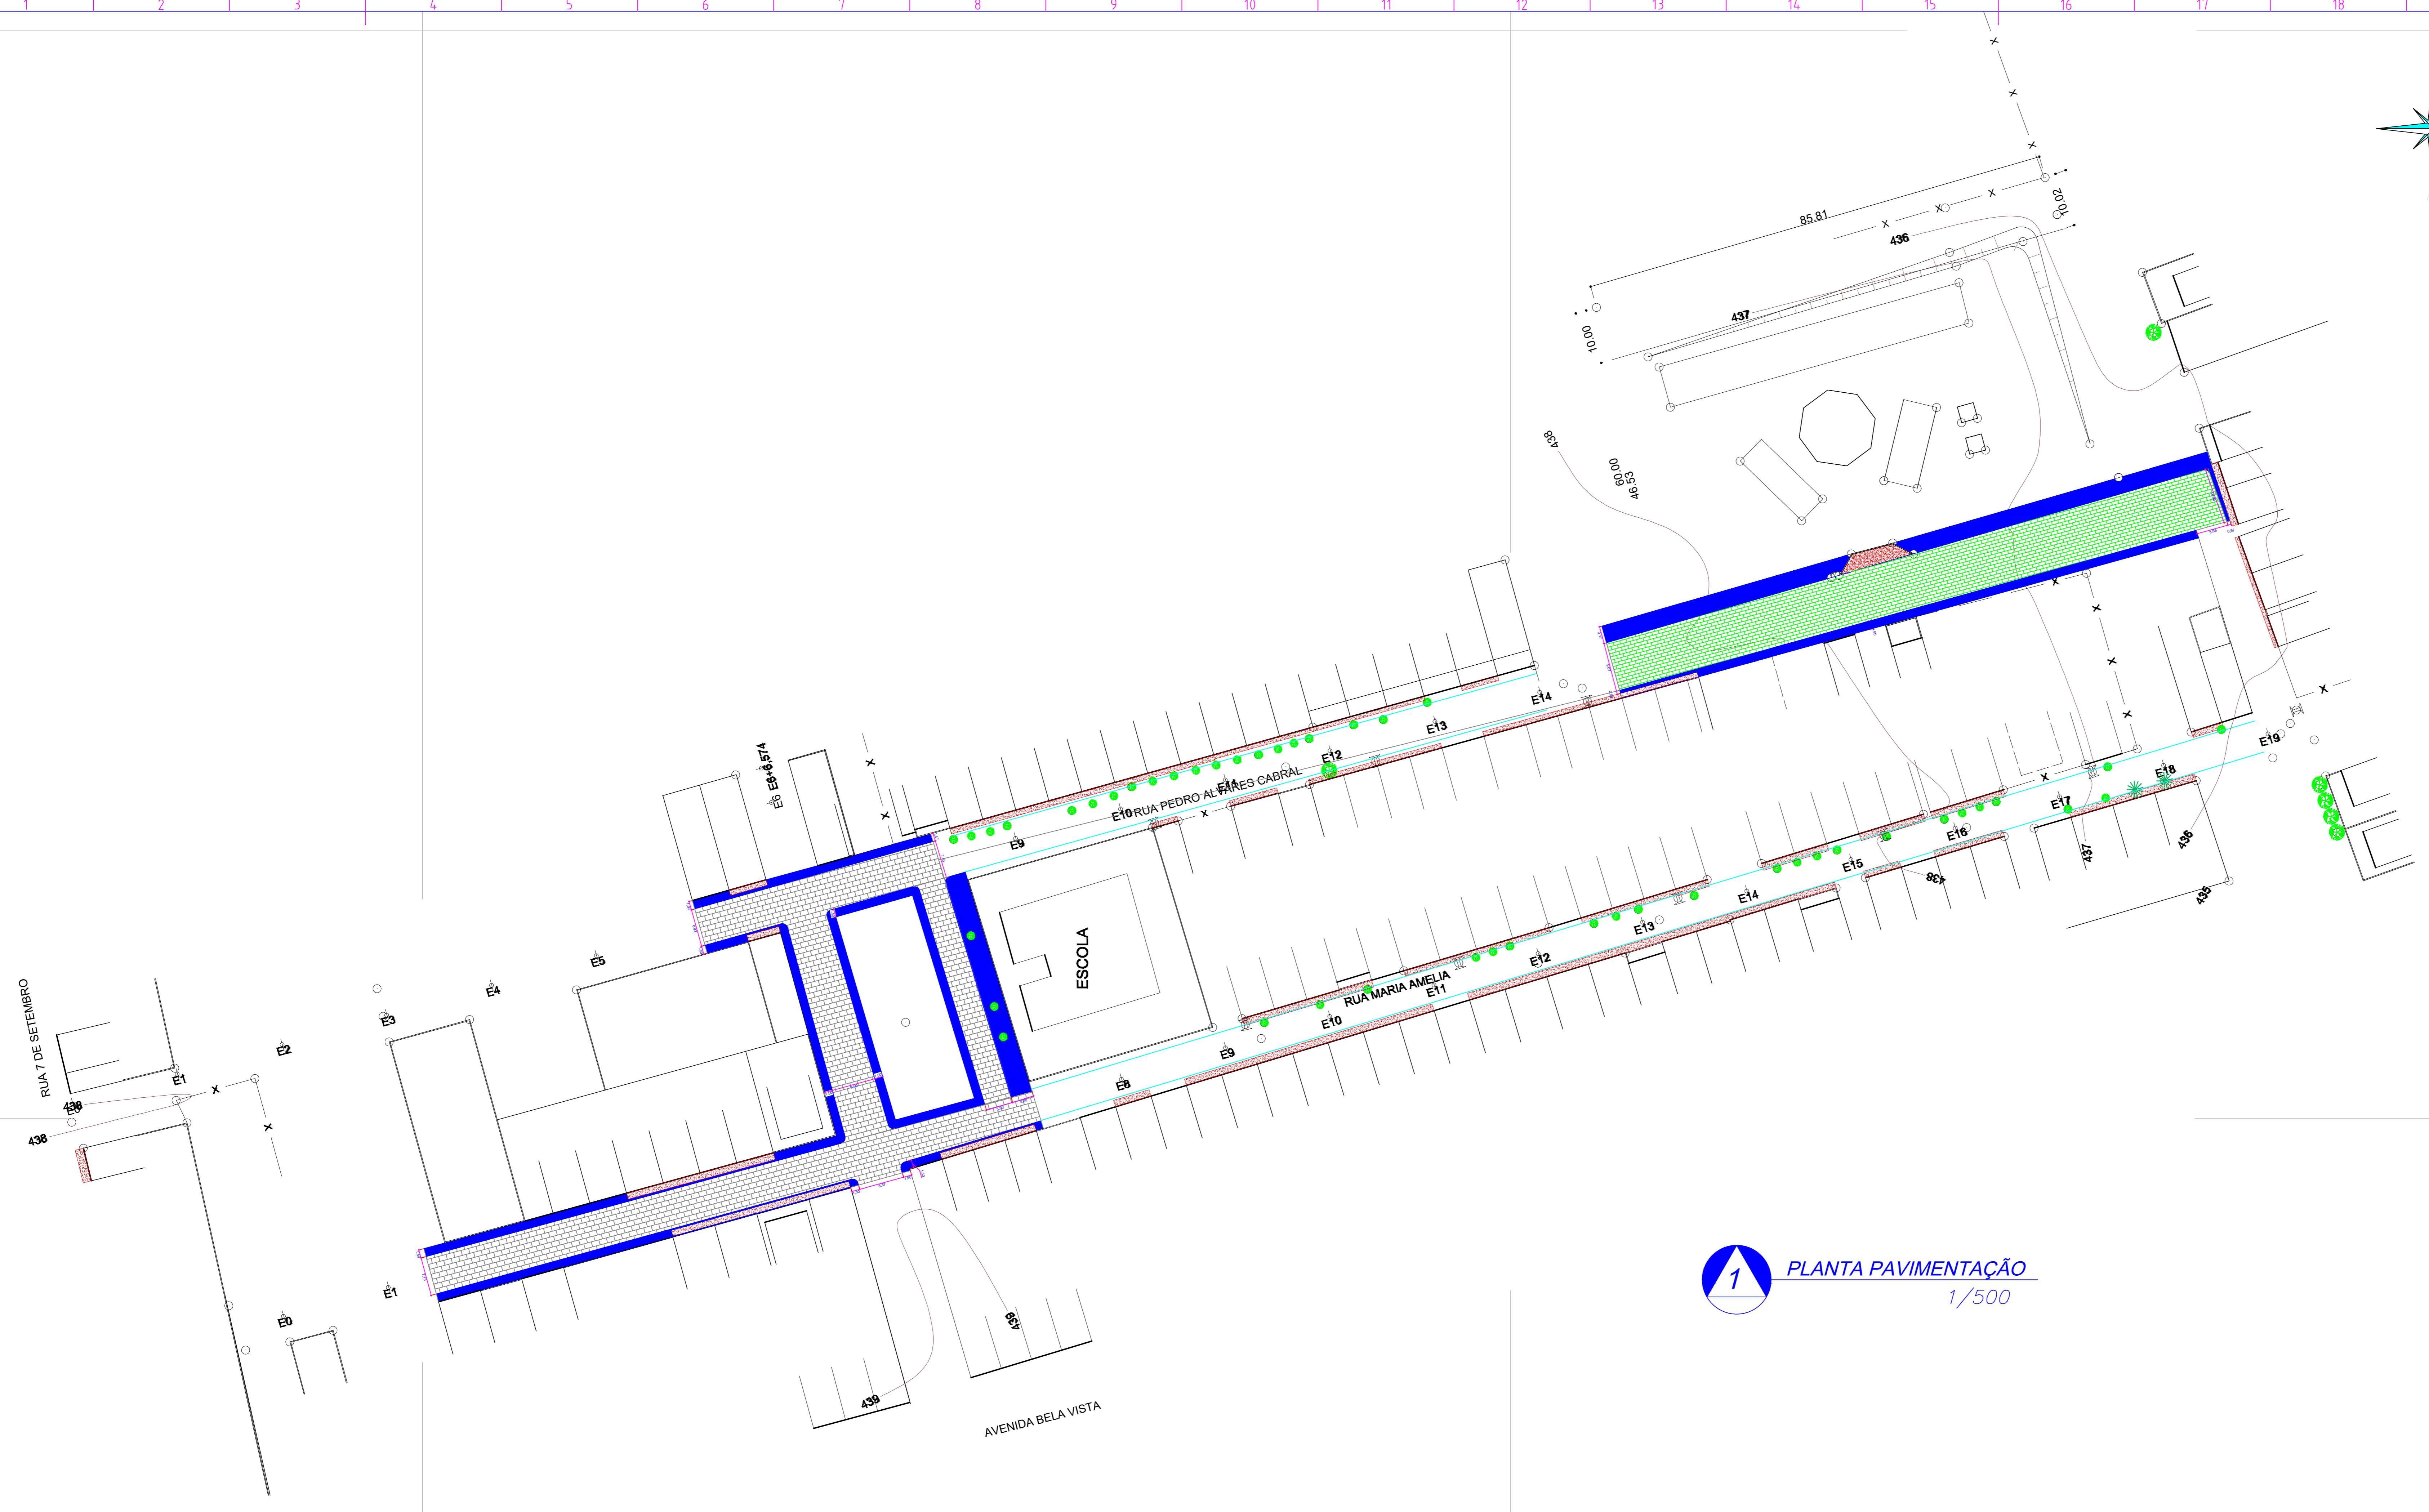 1 2 3 4 5 6 7 8 9 10 11 12 13 14 15 16 17 18
X
X
X
85.81
X
X
X
10.02
436
437
10.00
438
60.00
46.53
X
X
X
X
X
E14
E13
E12
E11
E10
E9
RUA PEDRO ALVARES CABRAL
X
E6
E6+6,574
X
X
E5
E4
E3
E2
E1
RUA 7 DE SETEMBRO
438
438
X
X
ESCOLA
RUA MARIA AMELIA
E19
E18
E17
E16
E15
E14
E13
E12
E11
E10
E9
E8
X
437
436
435
438
E1
E0
439
439
AVENIDA BELA VISTA
1
PLANTA PAVIMENTAÇÃO
1/500